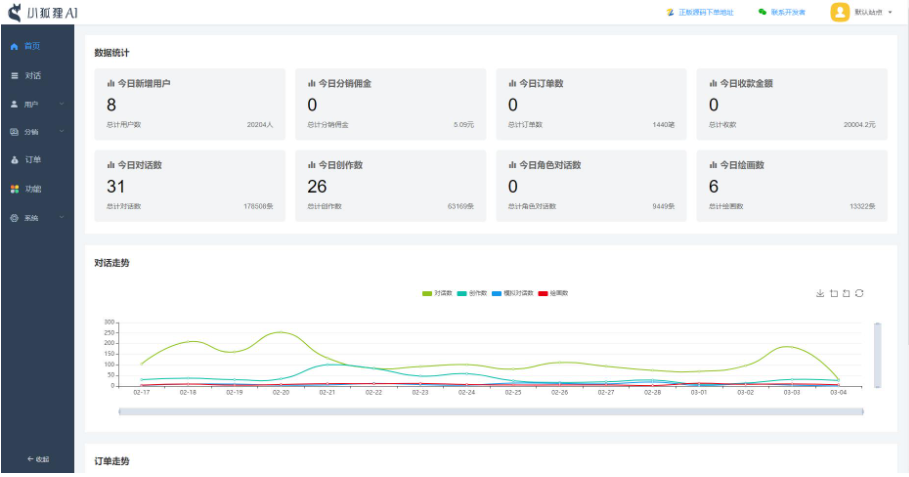 小狐狸AI
正版源码下单地址 联系开发者 默认站点
首页
对话
用户
分销
订单
功能
系统
收起
数据统计
今日新增用户
8
总计用户数 20204人
今日分销佣金
0
总计分销佣金 5.09元
今日订单数
0
总计订单数 1440笔
今日收款金额
0
总计收款 20004.2元
今日对话数
31
总计对话数 178508条
今日创作数
26
总计创作数 63169条
今日角色对话数
0
总计角色对话数 9449条
今日绘画数
6
总计绘画数 13322条
对话走势
对话数 创作数 模拟对话数 绘画数
300
250
200
150
100
50
0
02-17 02-18 02-19 02-20 02-21 02-22 02-23 02-24 02-25 02-26 02-27 02-28 03-01 03-02 03-03 03-04
订单走势